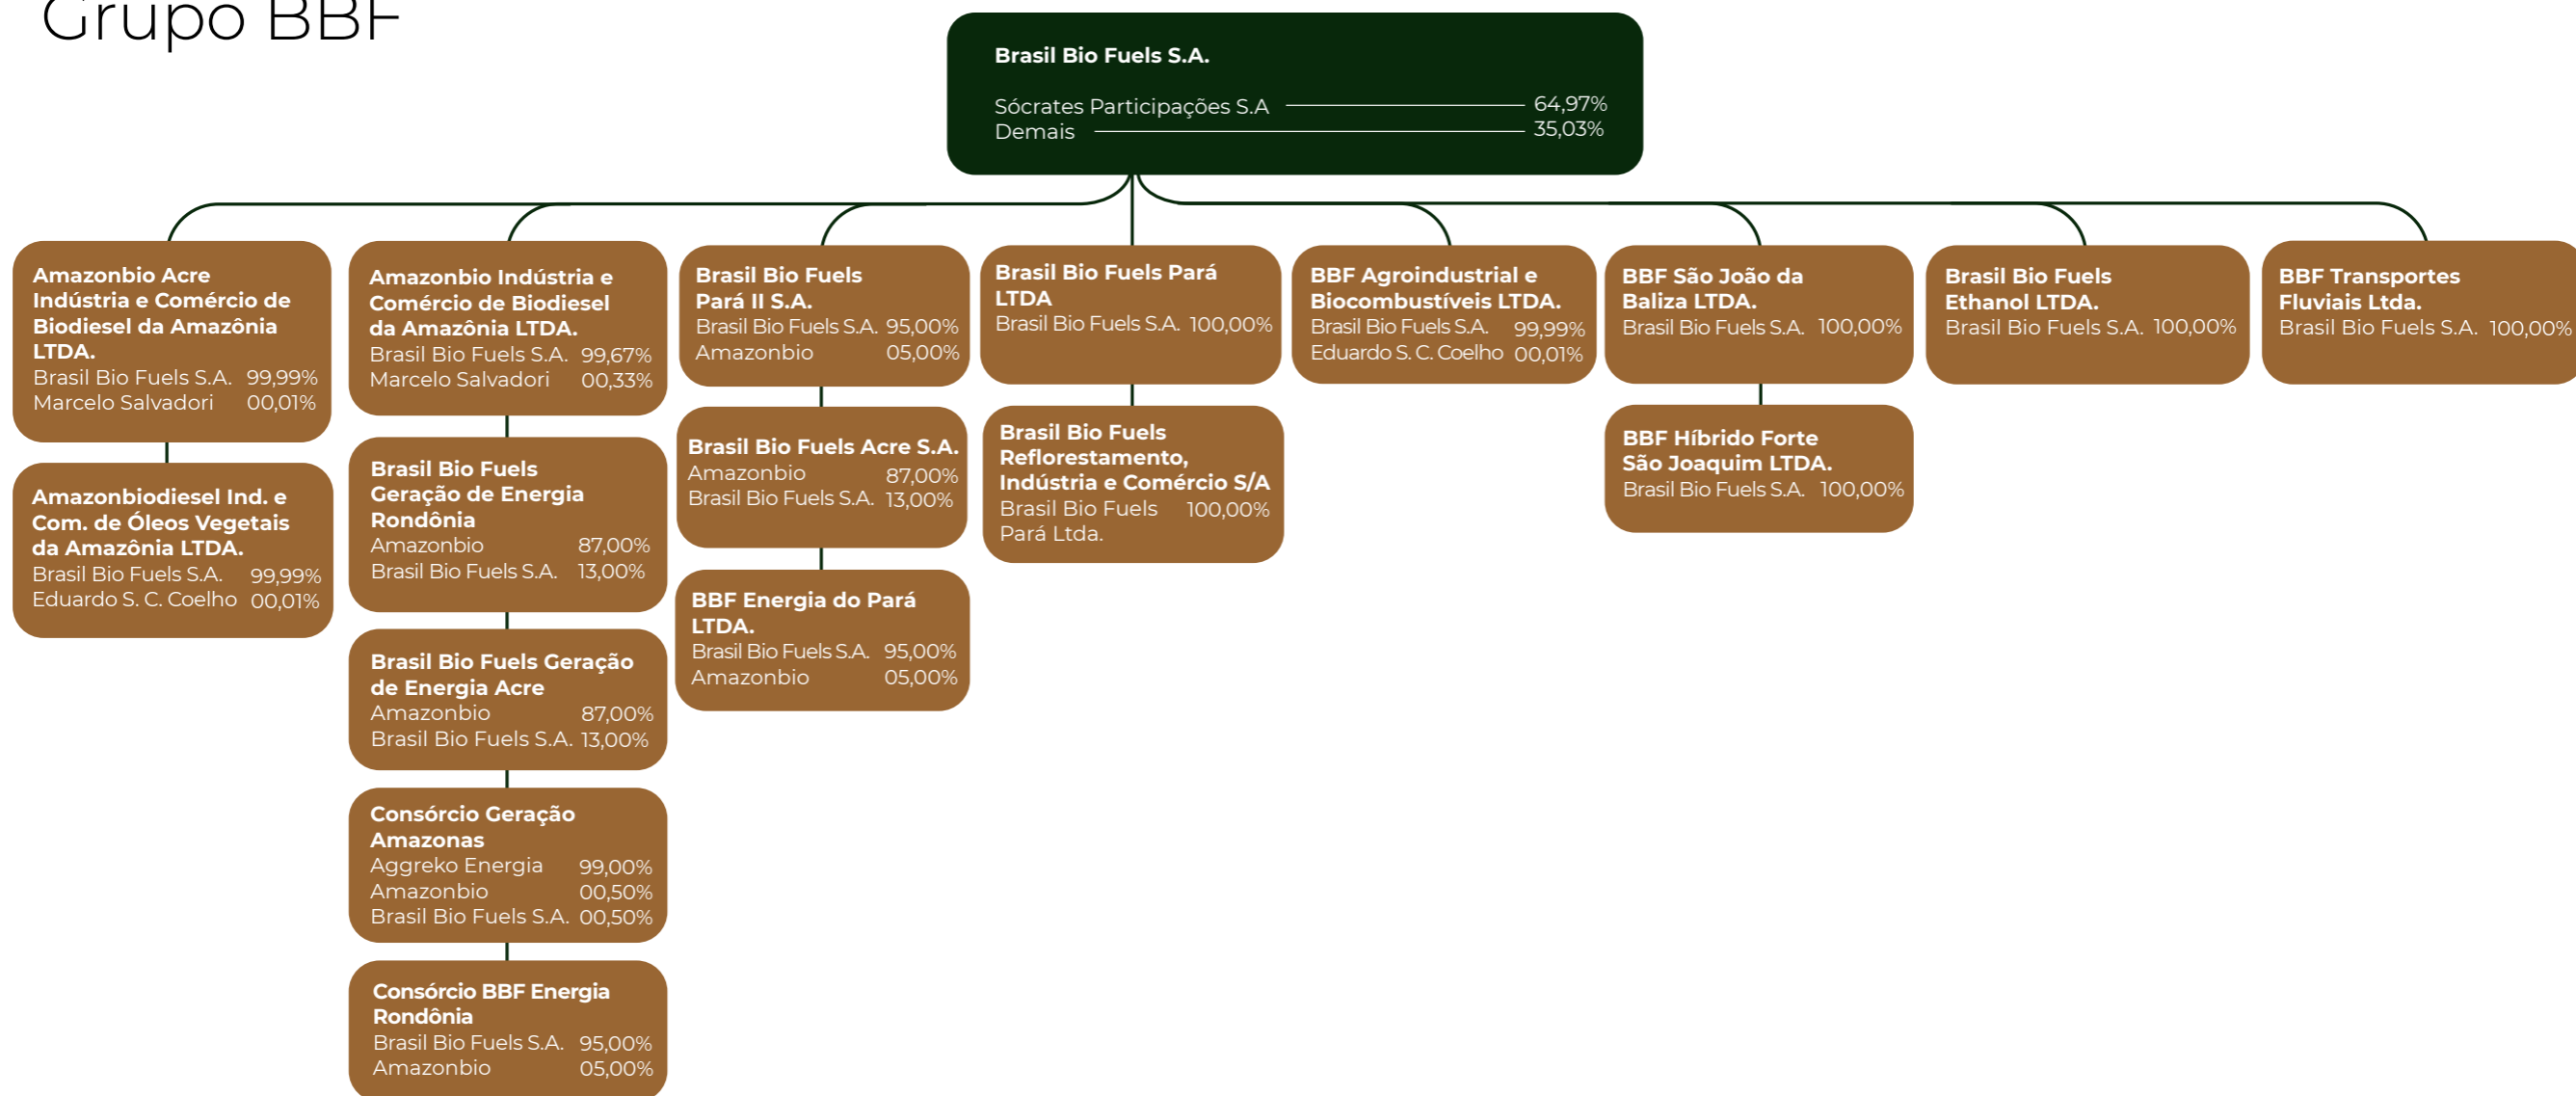 Grupo BBF
Brasil Bio Fuels S.A.
Sócrates Participações S.A 64,97%
Demais 35,03%
Amazonbio Acre
Indústria e Comércio de
Biodiesel da Amazônia
LTDA.
Brasil Bio Fuels S.A. 99,99%
Marcelo Salvadori 00,01%
Amazonbiodiesel Ind. e
Com. de Óleos Vegetais
da Amazônia LTDA.
Brasil Bio Fuels S.A. 99,99%
Eduardo S. C. Coelho 00,01%
Amazonbio Indústria e
Comércio de Biodiesel
da Amazônia LTDA.
Brasil Bio Fuels S.A. 99,67%
Marcelo Salvadori 00,33%
Brasil Bio Fuels
Geração de Energia
Rondônia
Amazonbio 87,00%
Brasil Bio Fuels S.A. 13,00%
Brasil Bio Fuels Geração
de Energia Acre
Amazonbio 87,00%
Brasil Bio Fuels S.A. 13,00%
Consórcio Geração
Amazonas
Aggreko Energia 99,00%
Amazonbio 00,50%
Brasil Bio Fuels S.A. 00,50%
Consórcio BBF Energia
Rondônia
Brasil Bio Fuels S.A. 95,00%
Amazonbio 05,00%
Brasil Bio Fuels
Pará II S.A.
Brasil Bio Fuels S.A. 95,00%
Amazonbio 05,00%
Brasil Bio Fuels Acre S.A.
Amazonbio 87,00%
Brasil Bio Fuels S.A. 13,00%
BBF Energia do Pará
LTDA.
Brasil Bio Fuels S.A. 95,00%
Amazonbio 05,00%
Brasil Bio Fuels Pará
LTDA
Brasil Bio Fuels S.A. 100,00%
Brasil Bio Fuels
Reflorestamento,
Indústria e Comércio S/A
Brasil Bio Fuels 100,00%
Pará Ltda.
BBF Agroindustrial e
Biocombustíveis LTDA.
Brasil Bio Fuels S.A. 99,99%
Eduardo S. C. Coelho 00,01%
BBF São João da
Baliza LTDA.
Brasil Bio Fuels S.A. 100,00%
BBF Híbrido Forte
São Joaquim LTDA.
Brasil Bio Fuels S.A. 100,00%
Brasil Bio Fuels
Ethanol LTDA.
Brasil Bio Fuels S.A. 100,00%
BBF Transportes
Fluviais Ltda.
Brasil Bio Fuels S.A. 100,00%